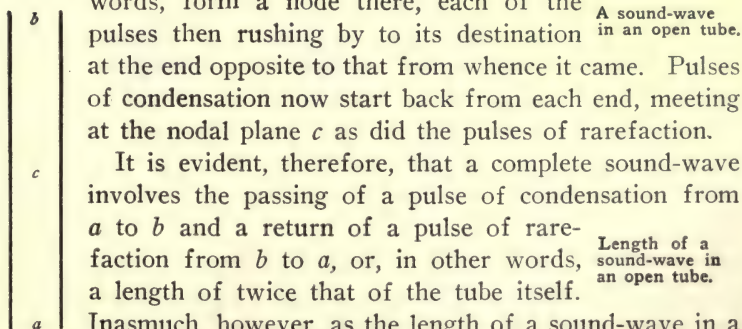 words, form a node there, each of the
pulses then rushing by to its destination
A sound-wave
in an open tube.
at the end opposite to that from whence it came. Pulses
of condensation now start back from each end, meeting
at the nodal plane c as did the pulses of rarefaction.
It is evident, therefore, that a complete sound-wave
involves the passing of a pulse of condensation from
a to b and a return of a pulse of rare-
faction from b to a, or, in other words,
a length of twice that of the tube itself.
Length of a
sound-wave in
an open tube.
Inasmuch, however, as the length of a sound-wave in a
b
c
a